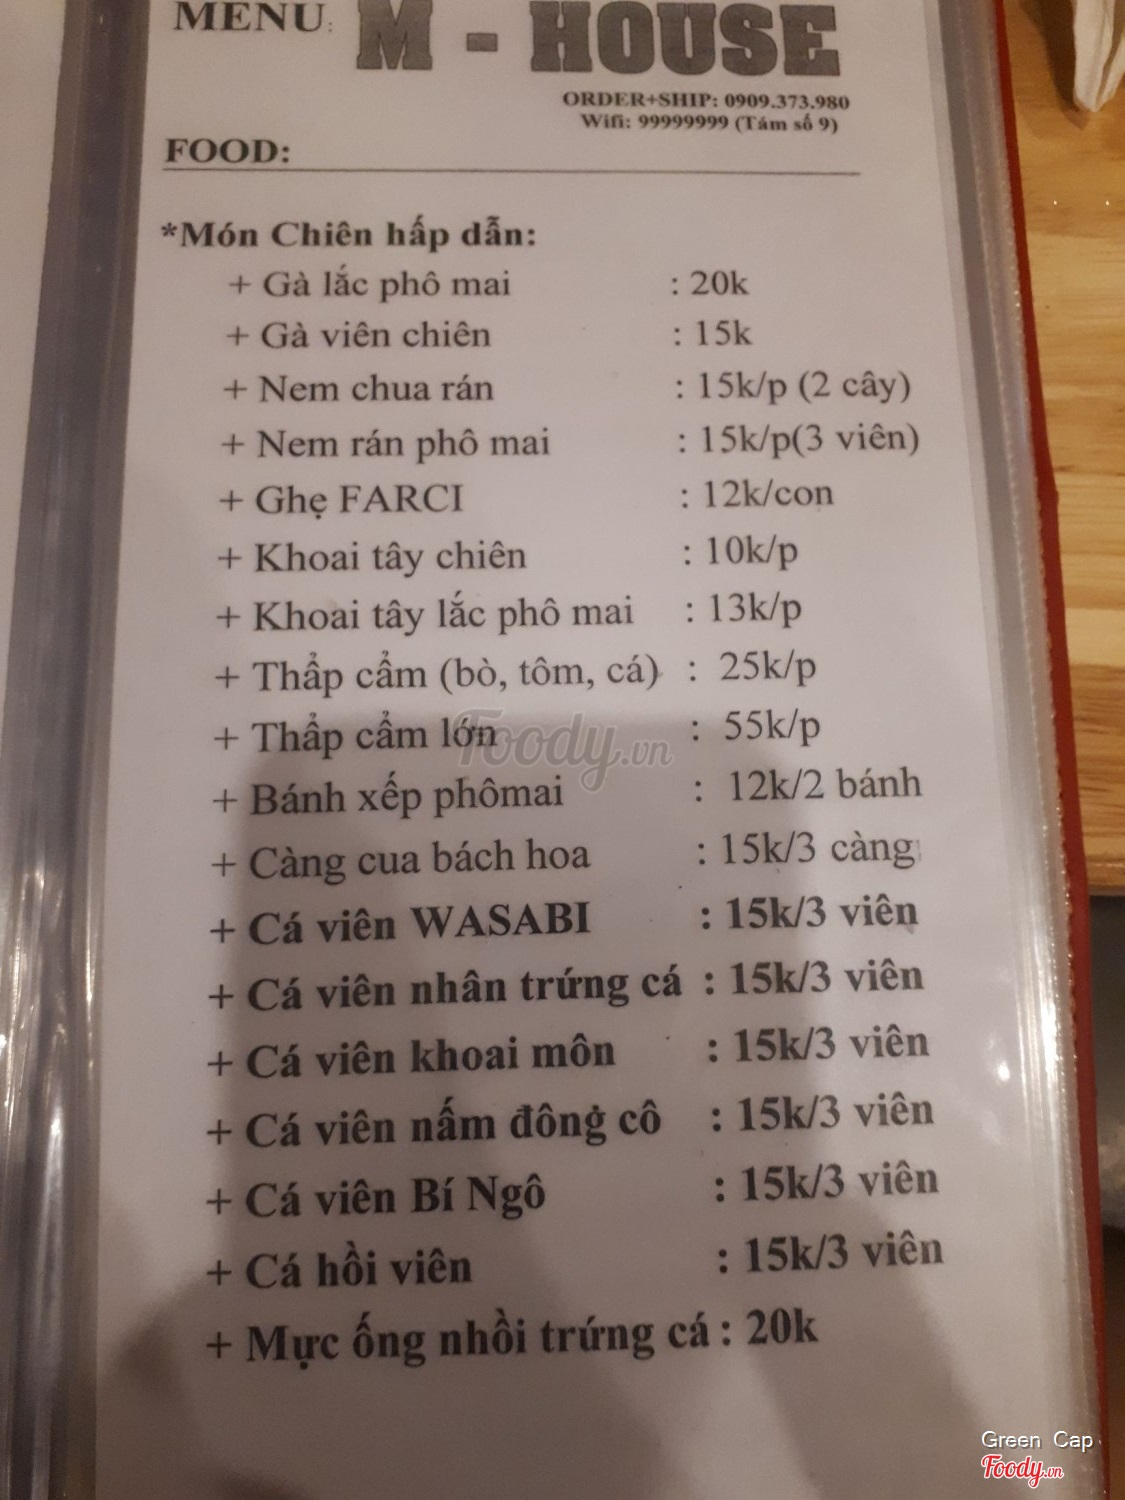 MENU: M - HOUSE
ORDER+SHIP: 0909.373.980
Wifi: 99999999 (Tám số 9)
FOOD:
*Món Chiên hấp dẫn:
+ Gà lắc phô mai : 20k
+ Gà viên chiên : 15k
+ Nem chua rán : 15k/p (2 cây)
+ Nem rán phô mai : 15k/p(3 viên)
+ Ghẹ FARCI : 12k/con
+ Khoai tây chiên : 10k/p
+ Khoai tây lắc phô mai : 13k/p
+ Thẩp cẩm (bò, tôm, cá) : 25k/p
+ Thẩp cẩm lớn : 55k/p
+ Bánh xếp phômai : 12k/2 bánh
+ Càng cua bách hoa : 15k/3 càng
+ Cá viên WASABI : 15k/3 viên
+ Cá viên nhân trứng cá : 15k/3 viên
+ Cá viên khoai môn : 15k/3 viên
+ Cá viên nấm đông cô : 15k/3 viên
+ Cá viên Bí Ngô : 15k/3 viên
+ Cá hồi viên : 15k/3 viên
+ Mực ống nhồi trứng cá : 20k
Foody.vn
Green Cap
Foody.vn